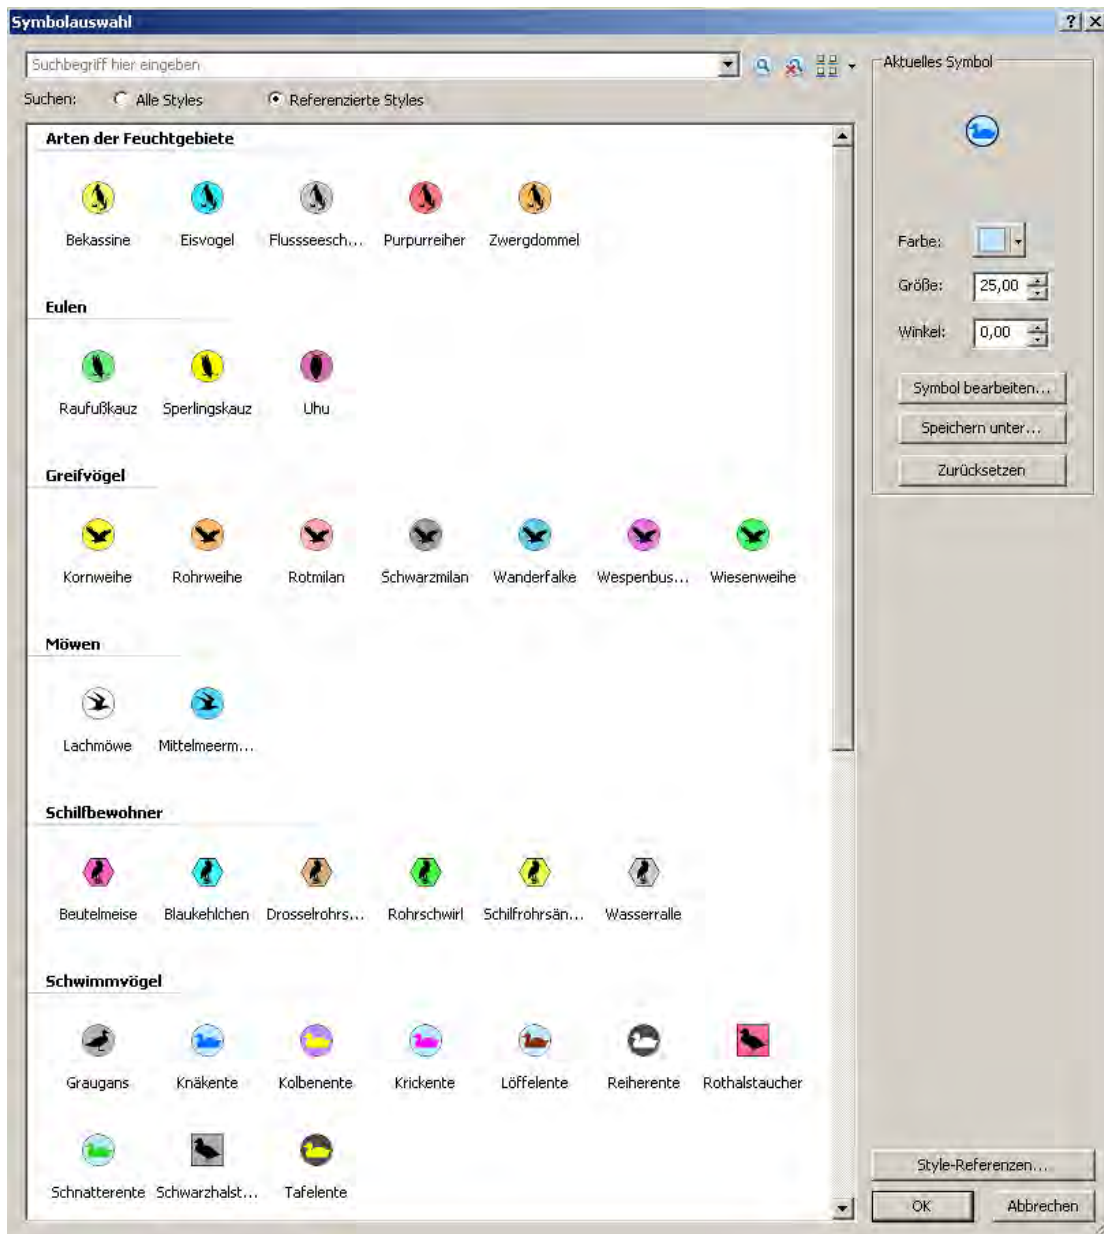 Symbolauswahl
Suchbegriff hier eingeben
Suchen: Alle Styles Referenzierte Styles
Arten der Feuchtgebiete
Bekassine Eisvogel Flussseesch... Purpurreiher Zwergdommel
Eulen
Raufußkauz Sperlingskauz Uhu
Greifvögel
Kornweihe Rohrweihe Rotmilan Schwarzmilan Wanderfalke Wespenbus... Wiesenweihe
Möwen
Lachmöwe Mittelmeerm...
Schilfbewohner
Beutelmeise Blaukehlchen Drosselrohrs... Rohrschwirl Schilfrohrsän... Wasserralle
Schwimmvögel
Graugans Knäkente Kolbenente Krickente Löffelente Reiherente Rothalstaucher
Schnatterente Schwarzhalst... Tafelente
Aktuelles Symbol
Farbe:
Größe: 25,00
Winkel: 0,00
Symbol bearbeiten...
Speichern unter...
Zurücksetzen
Style-Referenzen...
OK Abbrechen